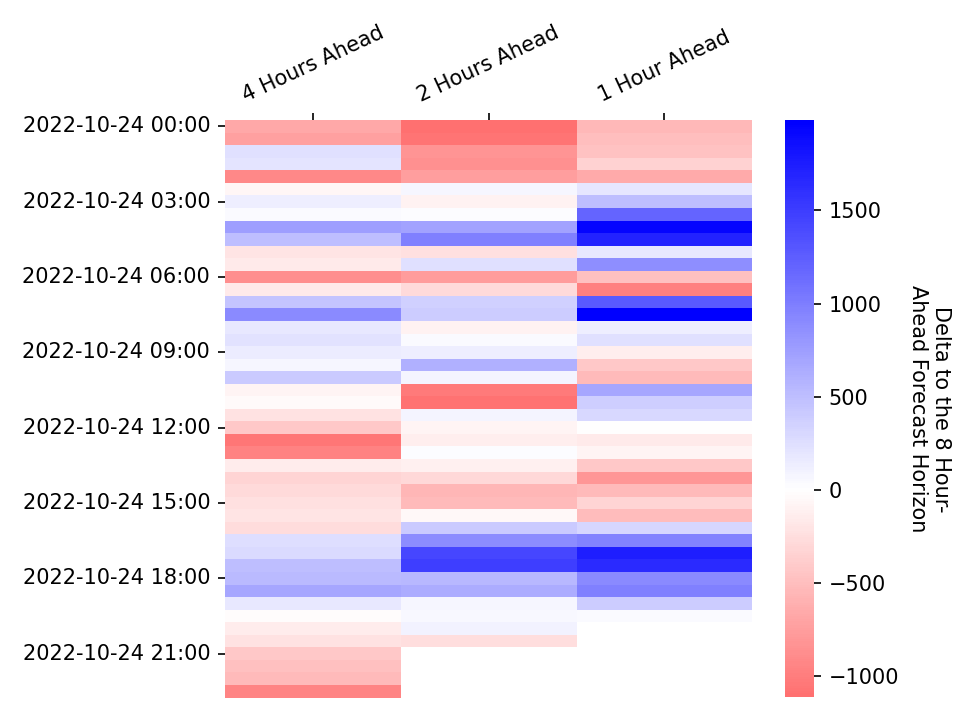 4 Hours Ahead
2 Hours Ahead
1 Hour Ahead
2022-10-24 00:00
2022-10-24 03:00
2022-10-24 06:00
2022-10-24 09:00
2022-10-24 12:00
2022-10-24 15:00
2022-10-24 18:00
2022-10-24 21:00
1500
1000
500
0
−500
−1000
Delta to the 8 Hour-
Ahead Forecast Horizon